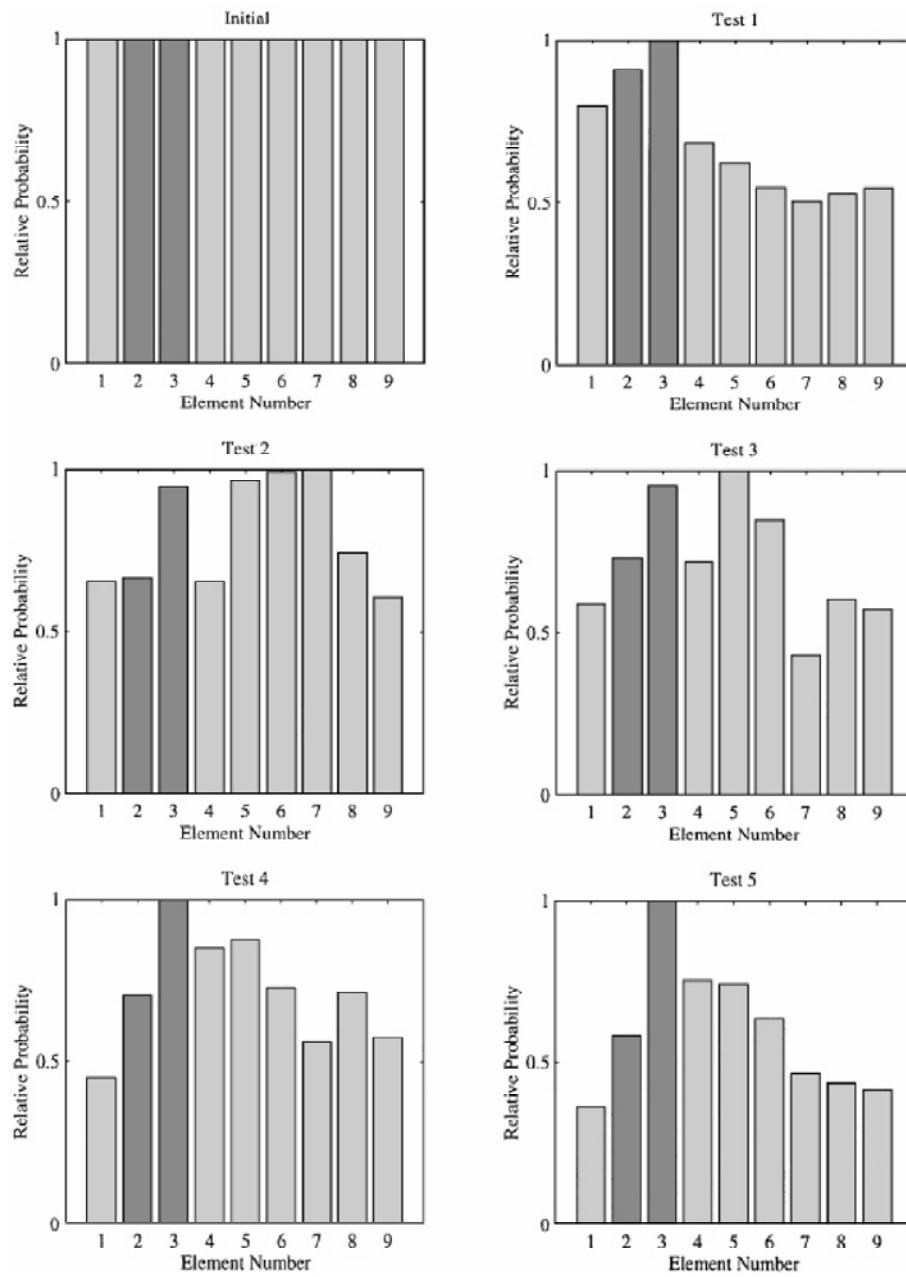 Initial
1
0.5
0
Relative Probability
1 2 3 4 5 6 7 8 9
Element Number
Test 1
1
0.5
0
Relative Probability
1 2 3 4 5 6 7 8 9
Element Number
Test 2
1
0.5
0
Relative Probability
1 2 3 4 5 6 7 8 9
Element Number
Test 3
1
0.5
0
Relative Probability
1 2 3 4 5 6 7 8 9
Element Number
Test 4
1
0.5
0
Relative Probability
1 2 3 4 5 6 7 8 9
Element Number
Test 5
1
0.5
0
Relative Probability
1 2 3 4 5 6 7 8 9
Element Number